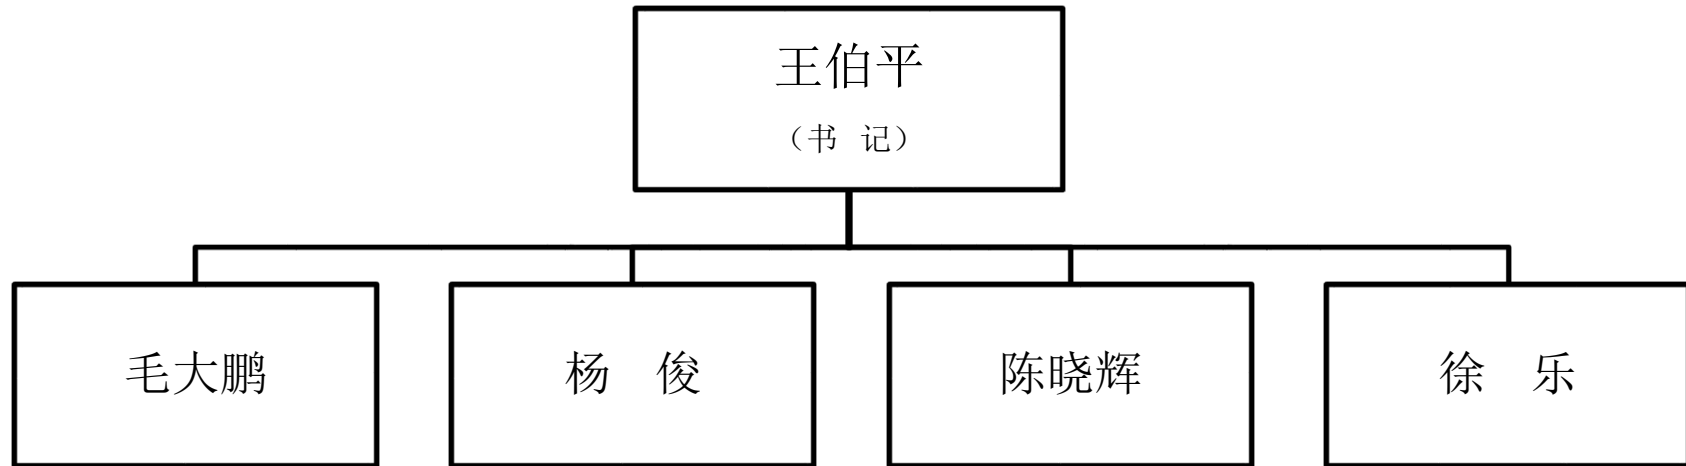 王伯平
（书 记）
毛大鹏
杨 俊
陈晓辉
徐 乐